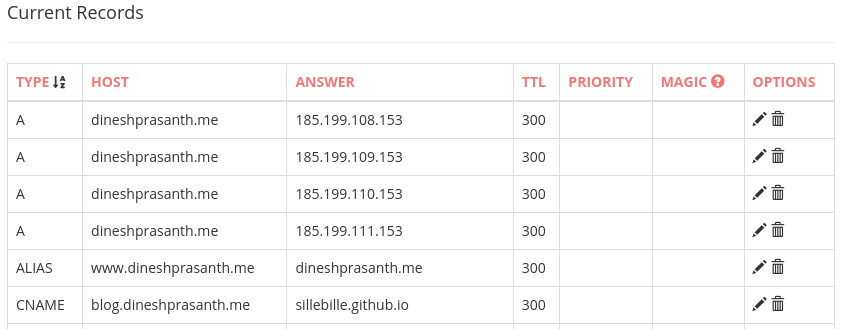 Current Records
TYPE HOST ANSWER TTL PRIORITY MAGIC ? OPTIONS
A dineshprasanth.me 185.199.108.153 300
A dineshprasanth.me 185.199.109.153 300
A dineshprasanth.me 185.199.110.153 300
A dineshprasanth.me 185.199.111.153 300
ALIAS www.dineshprasanth.me dineshprasanth.me 300
CNAME blog.dineshprasanth.me sillebille.github.io 300